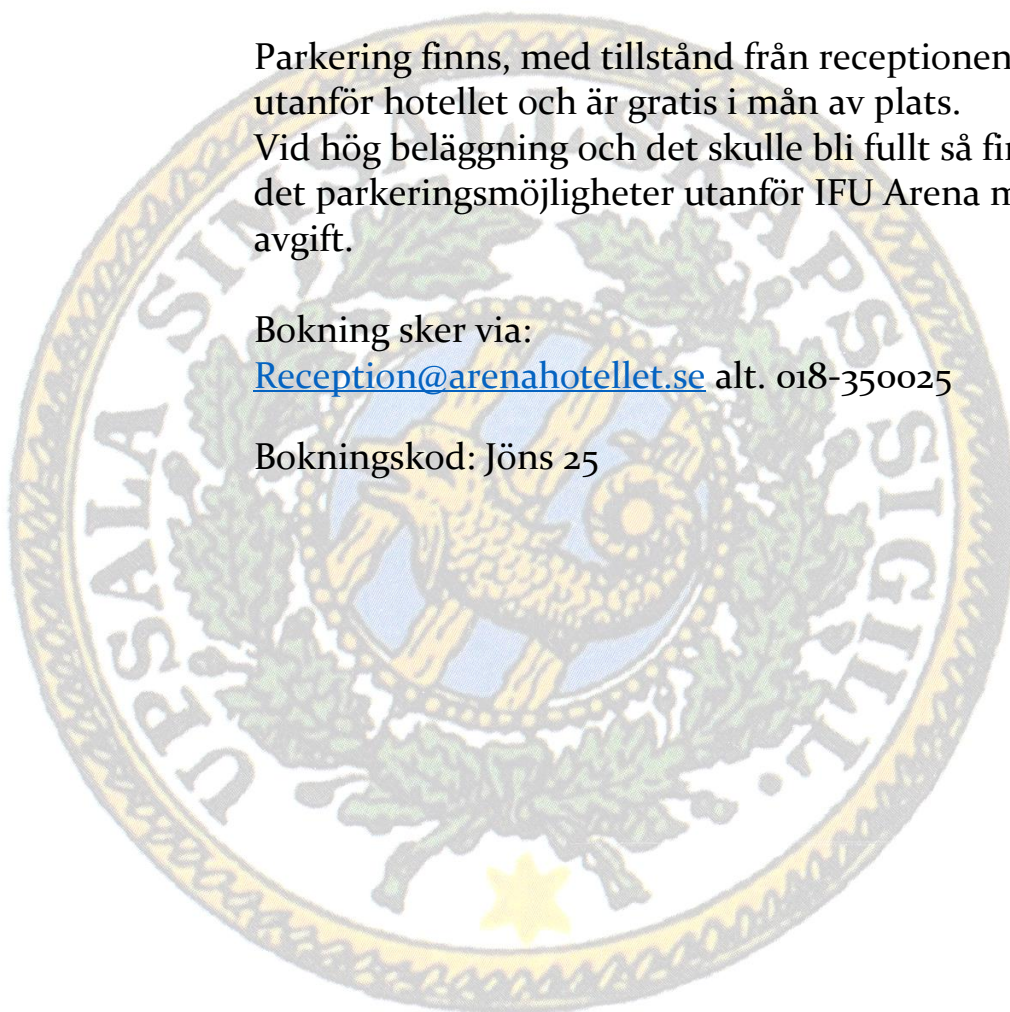 Parkering finns, med tillstånd från receptionen
utanför hotellet och är gratis i mån av plats.
Vid hög beläggning och det skulle bli fullt så
det parkeringsmöjligheter utanför IFU Arena
avgift.
Bokning sker via:
Reception@arenahotellet.se alt. 018-350025
Bokningskod: Jöns 25
UPSALA SIMSÄLLSKAPS SIGILL.